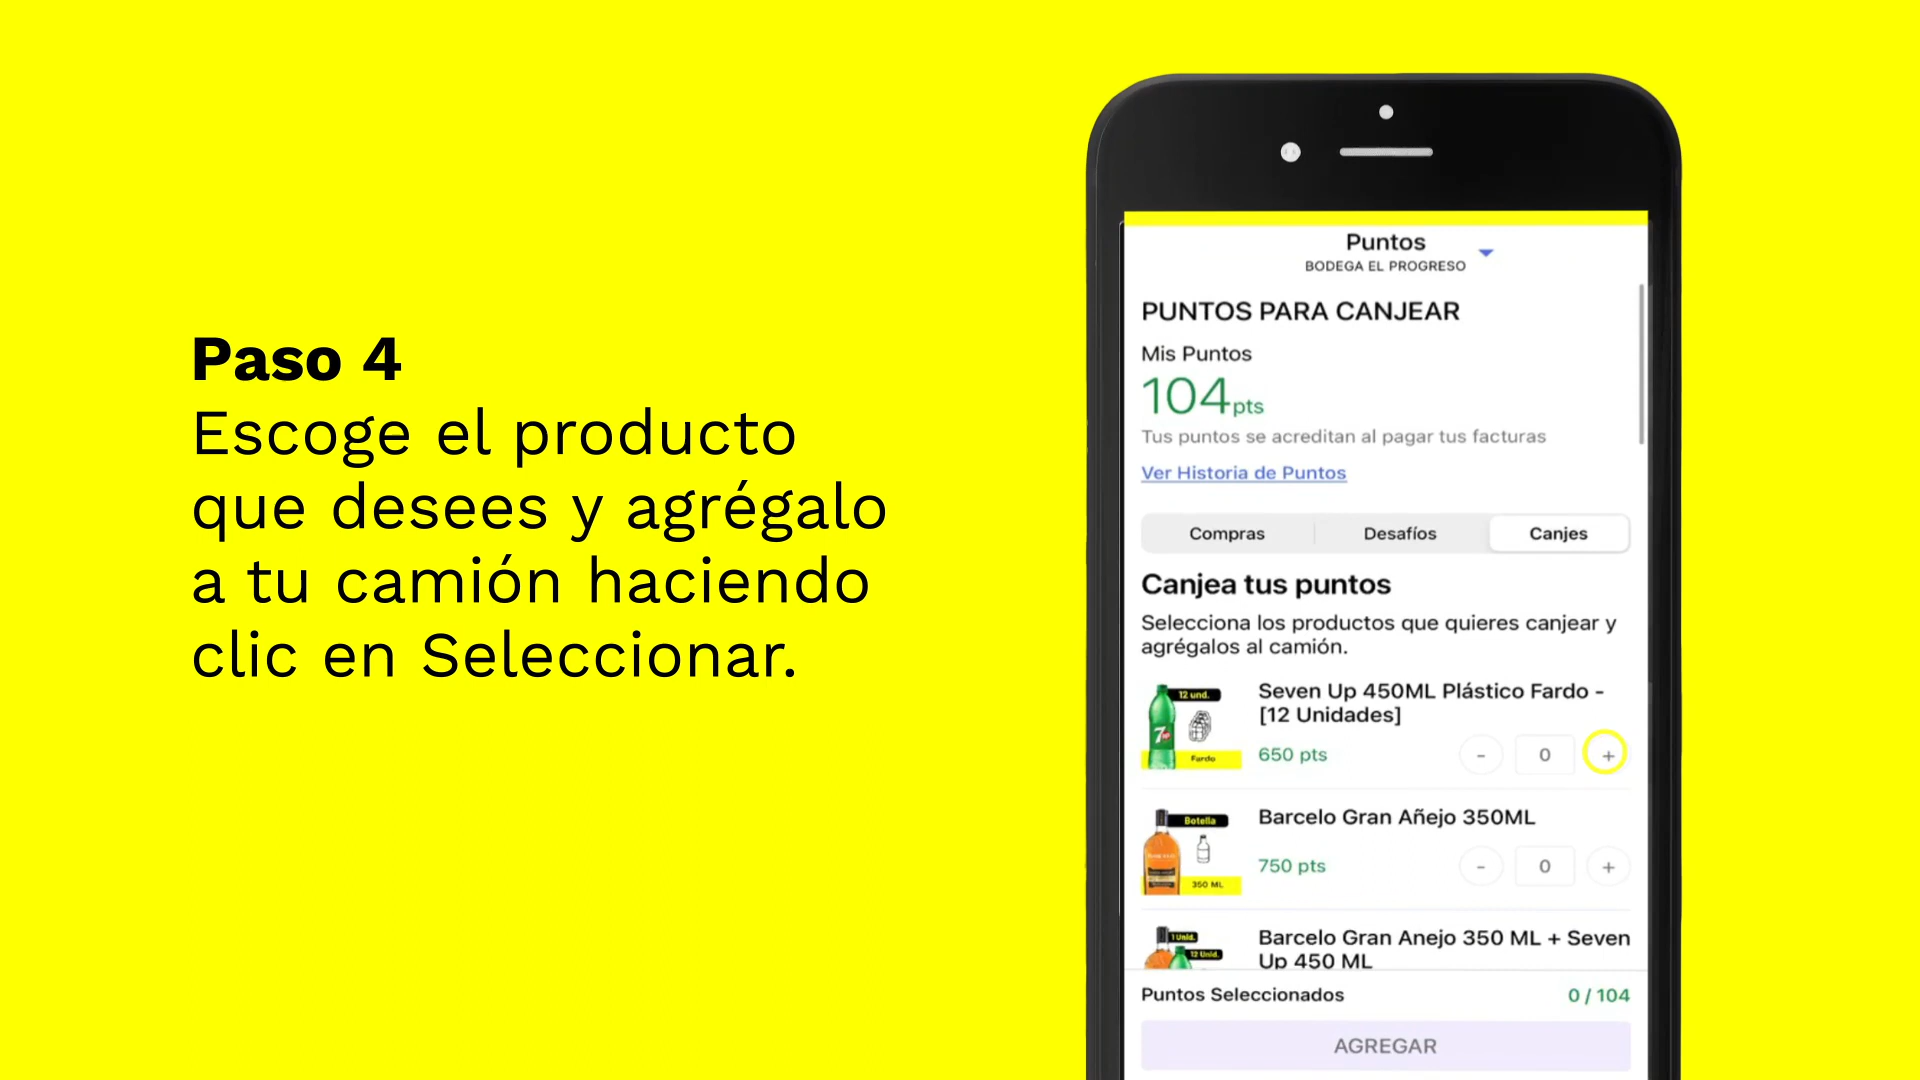 Paso 4
Escoge el producto
que desees y agrégalo
a tu camión haciendo
clic en Seleccionar.
Puntos
BODEGA EL PROGRESO
PUNTOS PARA CANJEAR
Mis Puntos
104pts
Tus puntos se acreditan al pagar tus facturas
Ver Historia de Puntos
Compras Desafíos Canjes
Canjea tus puntos
Selecciona los productos que quieres canjear y
agrégalos al camión.
12 und.
7up
Fardo
Seven Up 450ML Plástico Fardo -
[12 Unidades]
650 pts - 0 +
Botella
350 ML
Barcelo Gran Añejo 350ML
750 pts - 0 +
1 Unid.
12 Unid.
Barcelo Gran Anejo 350 ML + Seven
Up 450 ML
Puntos Seleccionados 0 / 104
AGREGAR